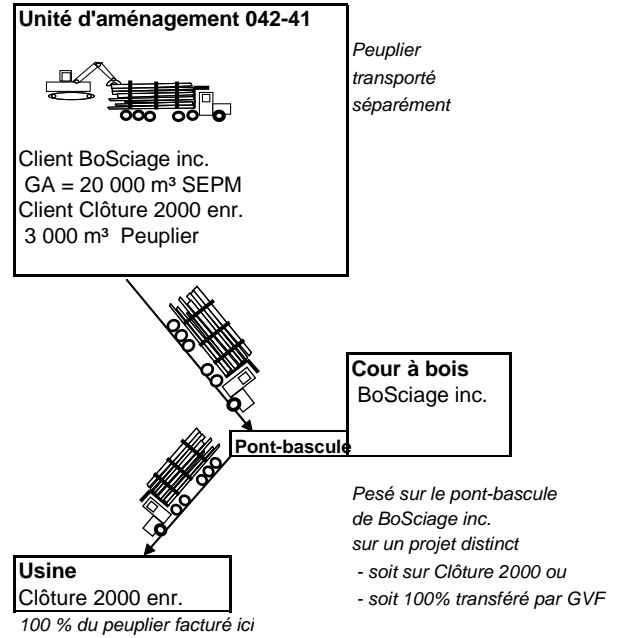 Unité d'aménagement 042-41
Peuplier
transporté
séparément
Client BoSciage inc.
GA = 20 000 m³ SEPM
Client Clôture 2000 enr.
3 000 m³ Peuplier
Cour à bois
BoSciage inc.
Pont-bascule
Pesé sur le pont-bascule
de BoSciage inc.
sur un projet distinct
- soit sur Clôture 2000 ou
- soit 100% transféré par GVF
Usine
Clôture 2000 enr.
100 % du peuplier facturé ici